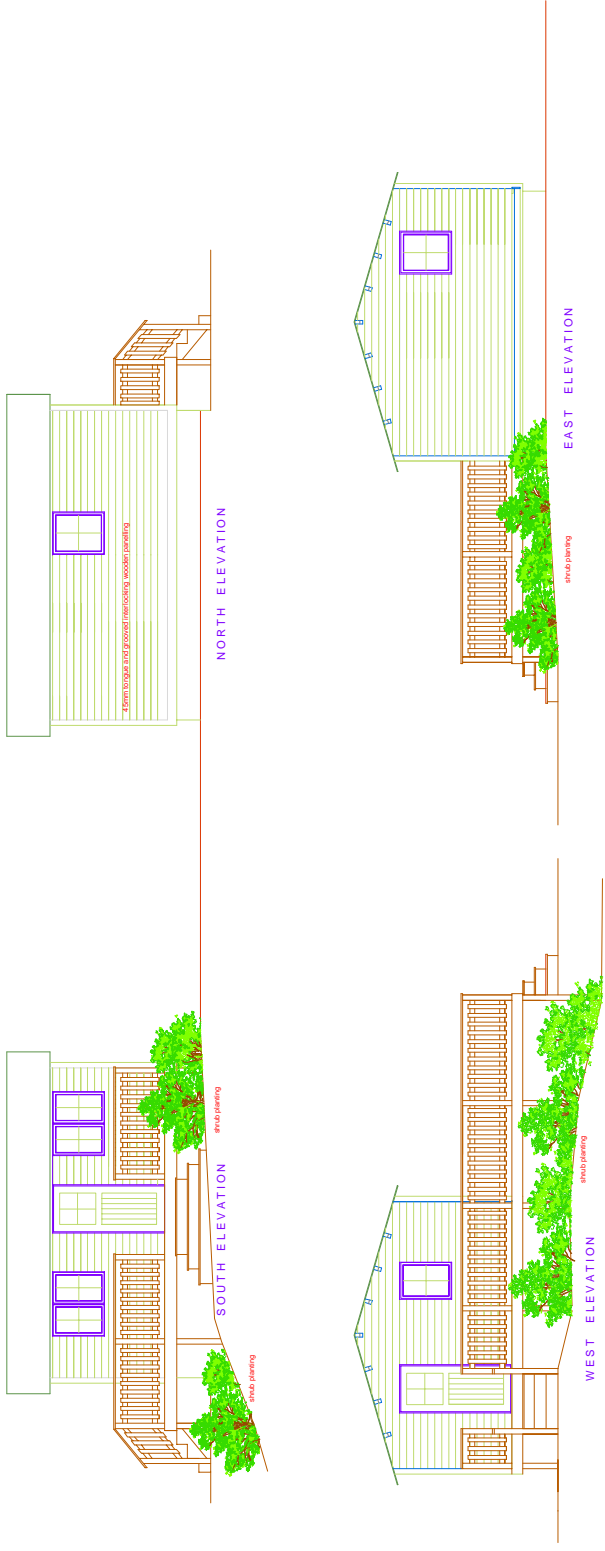 NORTH ELEVATION
45mm tongue and grooved interlocking wooden panelling
EAST ELEVATION
shrub planting
SOUTH ELEVATION
shrub planting
shrub planting
WEST ELEVATION
shrub planting